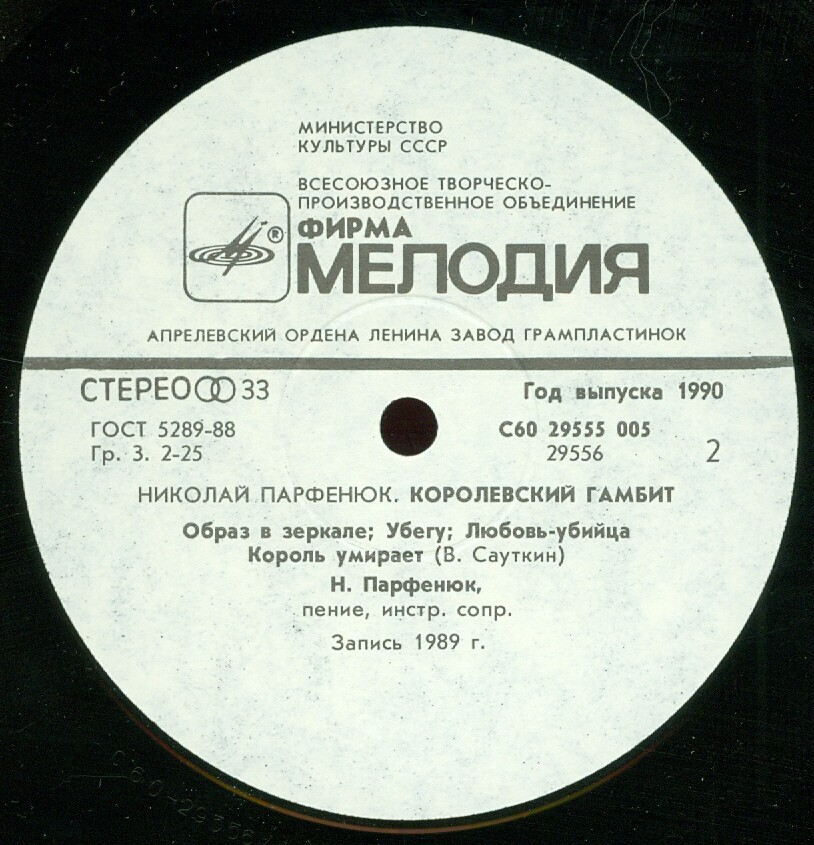 МИНИСТЕРСТВО
КУЛЬТУРЫ СССР
ВСЕСОЮЗНОЕ ТВОРЧЕСКО-
ПРОИЗВОДСТВЕННОЕ ОБЪЕДИНЕНИЕ
ФИРМА
®
МЕЛОДИЯ
АПРЕЛЕВСКИЙ ОРДЕНА ЛЕНИНА ЗАВОД ГРАМПЛАСТИНОК
СТЕРЕО 33 Год выпуска 1990
ГОСТ 5289-88 С60 29555 005
Гр. 3. 2-25 29556 2
НИКОЛАЙ ПАРФЕНЮК. КОРОЛЕВСКИЙ ГАМБИТ
Образ в зеркале; Убегу; Любовь-убийца
Король умирает (В. Сауткин)
Н. Парфенюк,
пение, инстр. сопр.
Запись 1989 г.